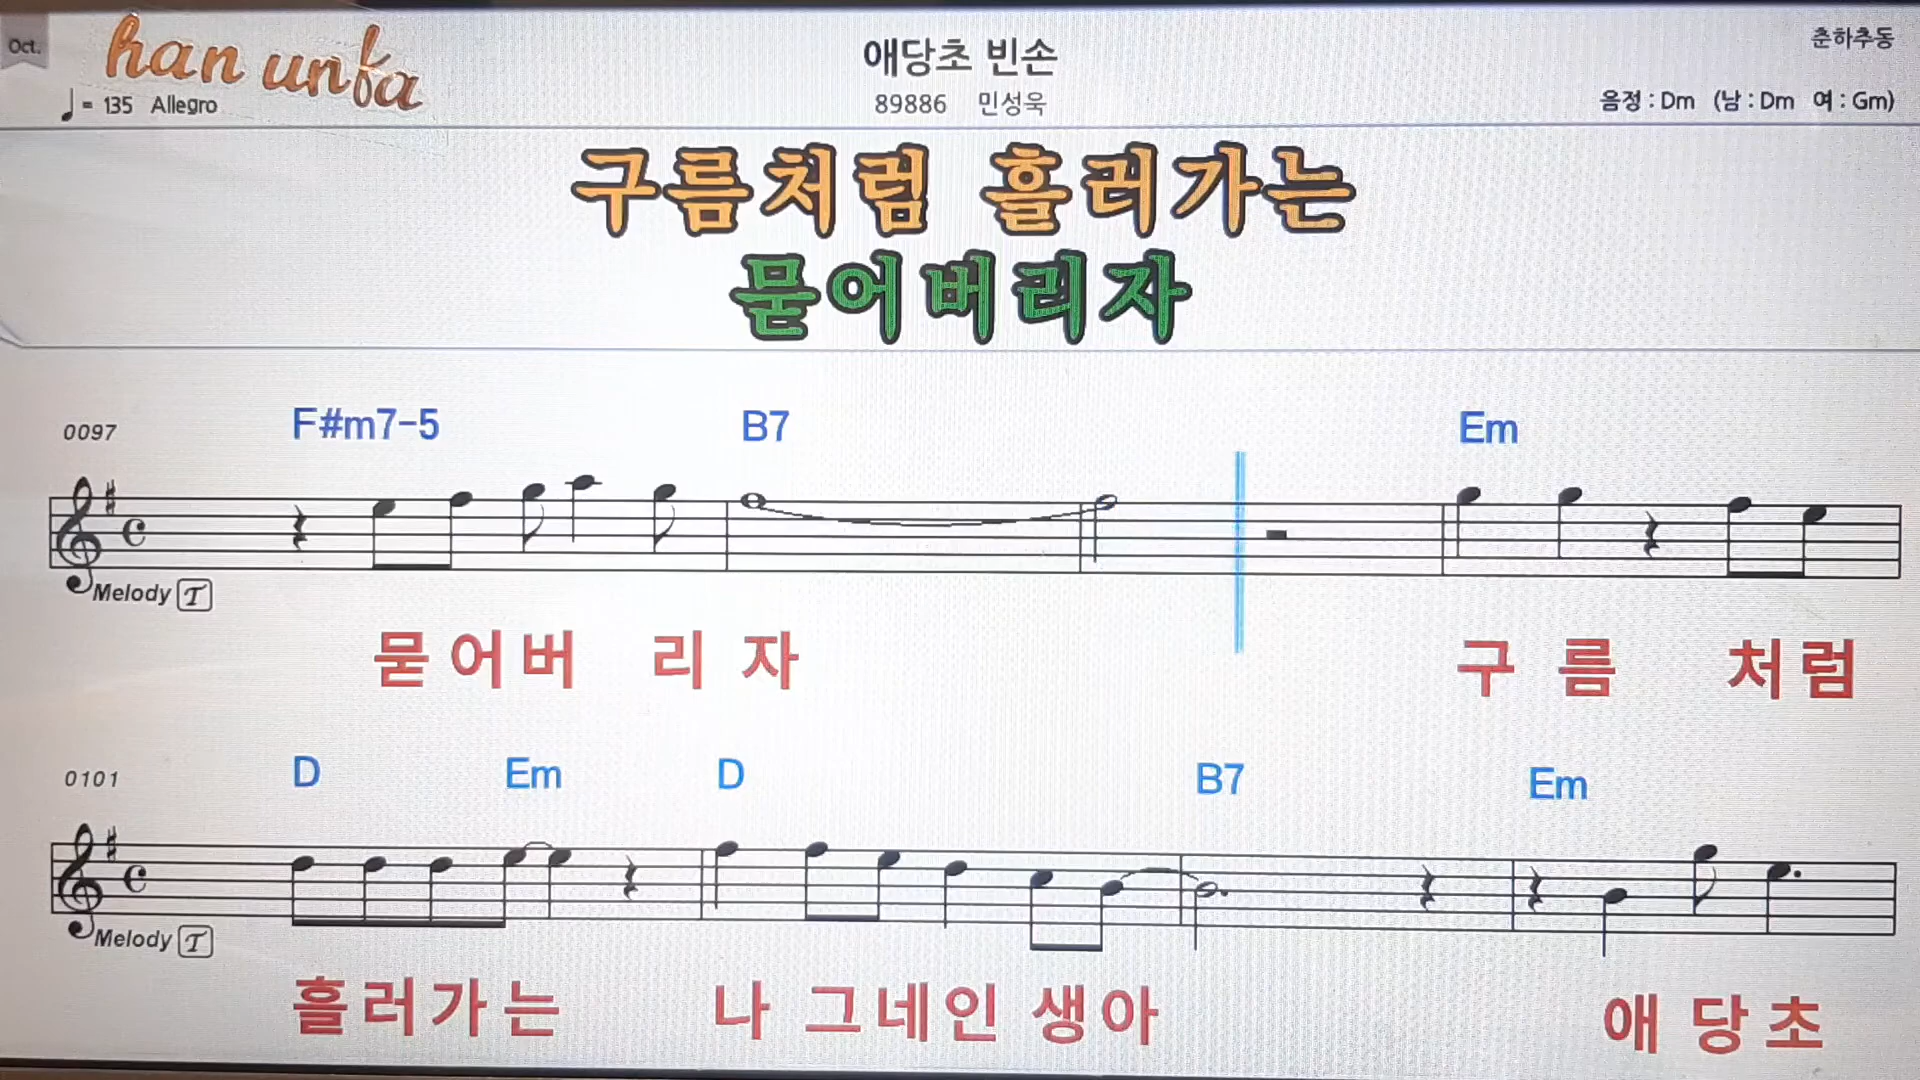 Oct.
han unfa
애당초 빈손
춘하추동
♩= 135 Allegro
89886 민성욱
음정 : Dm (남 : Dm 여 : Gm)
구름처럼 흘러가는
묻어버리자
0097 F#m7-5 B7 Em
Melody T
묻 어 버 리 자 구 름 처 럼
0101 D Em D B7 Em
Melody T
흘 러 가 는 나 그 네 인 생 아 애 당 초